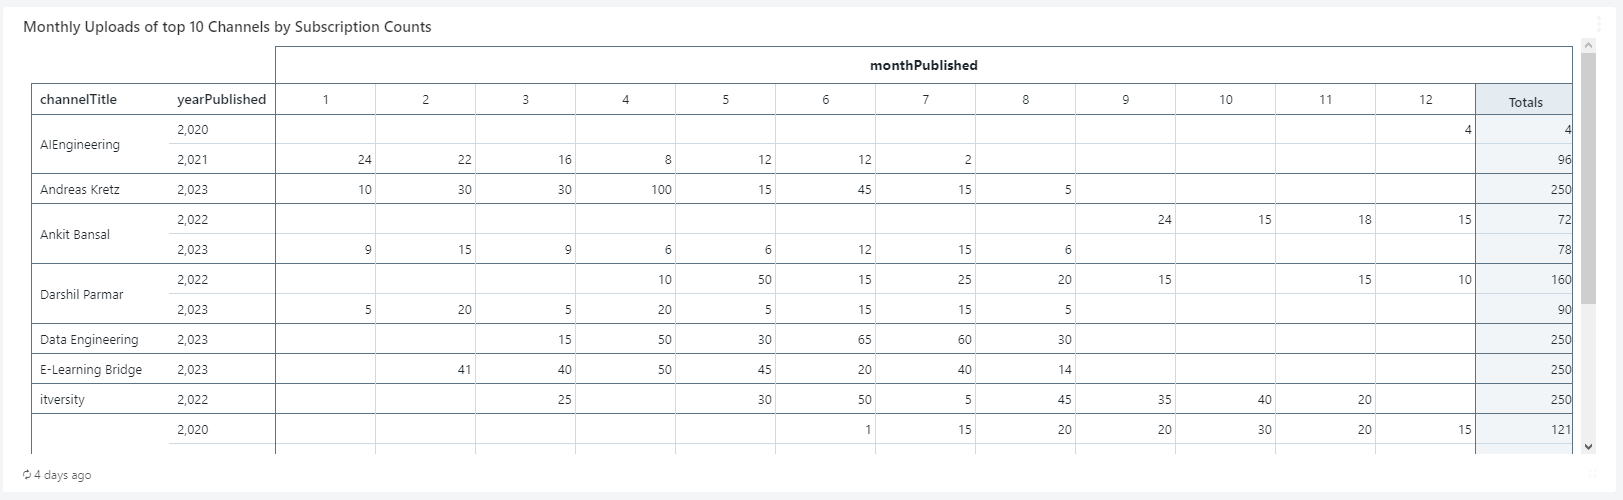 Monthly Uploads of top 10 Channels by Subscription Counts
monthPublished
channelTitle yearPublished 1 2 3 4 5 6 7 8 9 10 11 12 Totals
AIEngineering
2,020 4 4
2,021 24 22 16 8 12 12 2 96
Andreas Kretz 2,023 10 30 30 100 15 45 15 5 250
Ankit Bansal
2,022 24 15 18 15 72
2,023 9 15 9 6 6 12 15 6 78
Darshil Parmar
2,022 10 50 15 25 20 15 15 10 160
2,023 5 20 5 20 5 15 15 5 90
Data Engineering 2,023 15 50 30 65 60 30 250
E-Learning Bridge 2,023 41 40 50 45 20 40 14 250
itversity 2,022 25 30 50 5 45 35 40 20 250
2,020 1 15 20 20 30 20 15 121
4 days ago